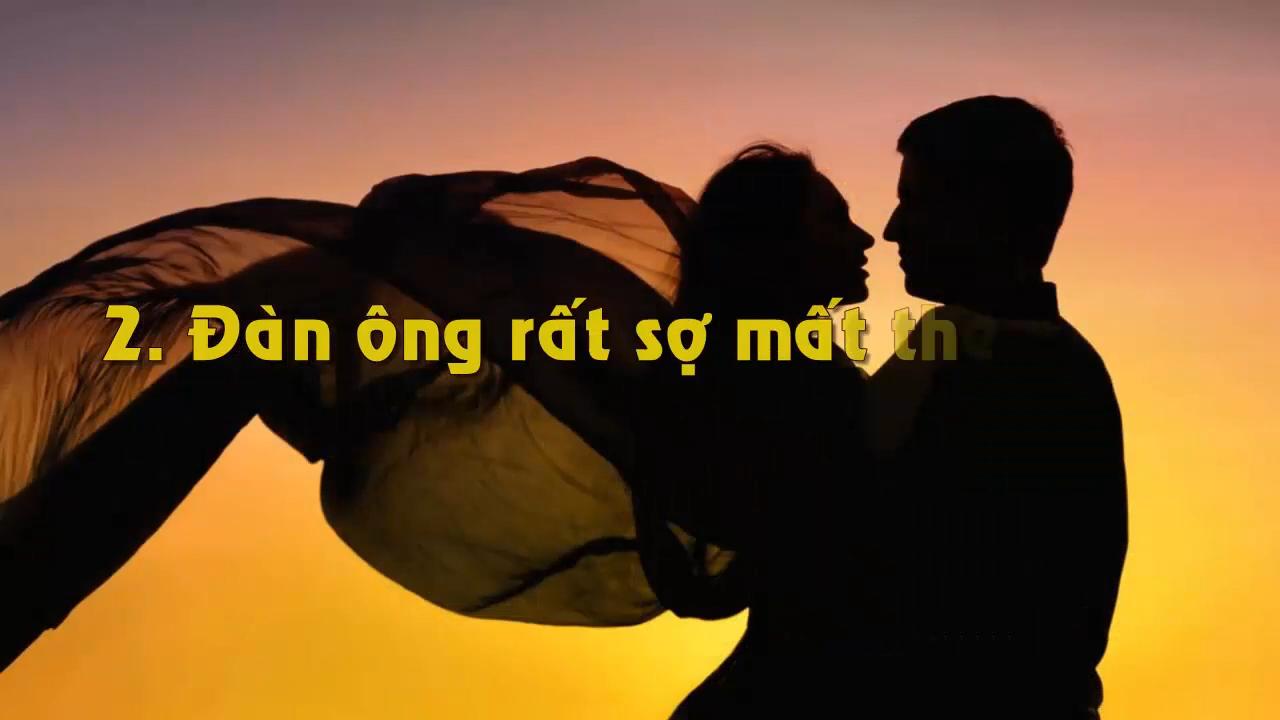 2. Đàn ông rất sợ mất